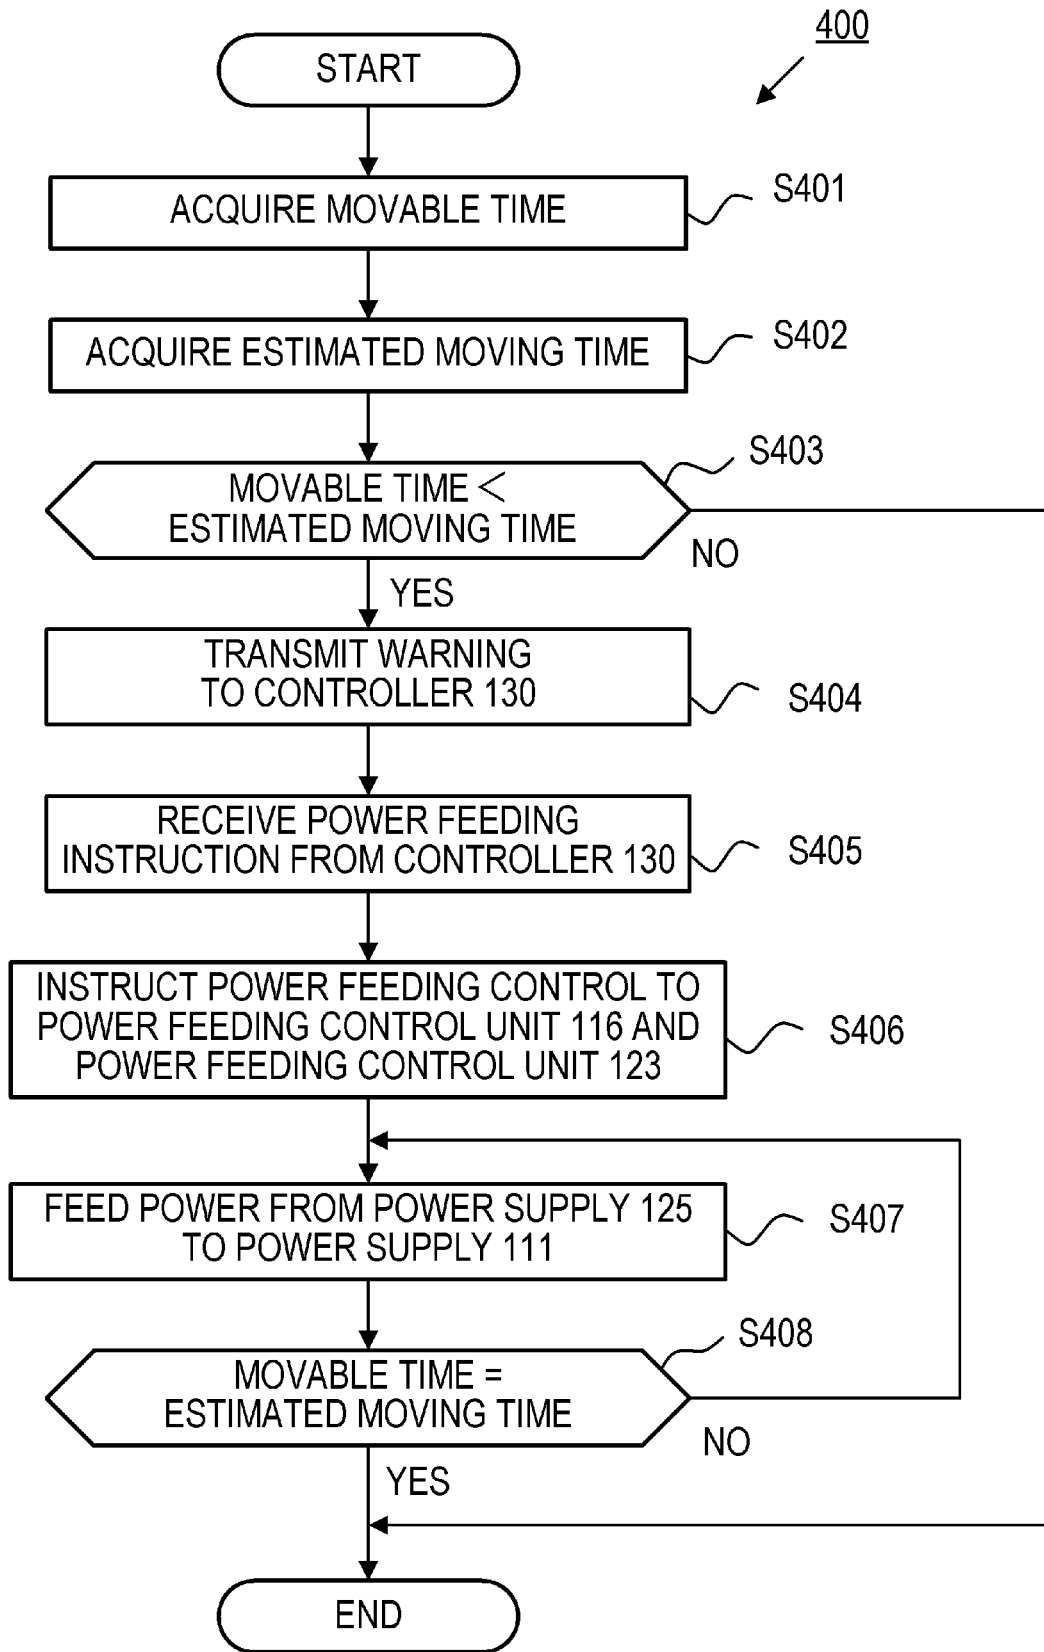 400
START
ACQUIRE MOVABLE TIME
S401
ACQUIRE ESTIMATED MOVING TIME
S402
S403
MOVABLE TIME <
ESTIMATED MOVING TIME
NO
YES
TRANSMIT WARNING
TO CONTROLLER 130
S404
RECEIVE POWER FEEDING
INSTRUCTION FROM CONTROLLER 130
S405
INSTRUCT POWER FEEDING CONTROL TO
POWER FEEDING CONTROL UNIT 116 AND
POWER FEEDING CONTROL UNIT 123
S406
FEED POWER FROM POWER SUPPLY 125
TO POWER SUPPLY 111
S407
S408
MOVABLE TIME =
ESTIMATED MOVING TIME
NO
YES
END